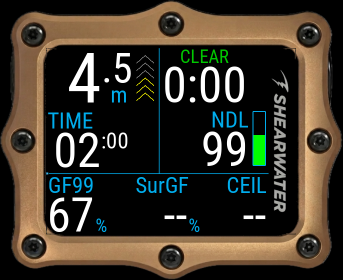 4.5 m
CLEAR
0:00
TIME
02:00
NDL
99
GF99
67%
SurGF
--%
CEIL
--
SHEARWATER